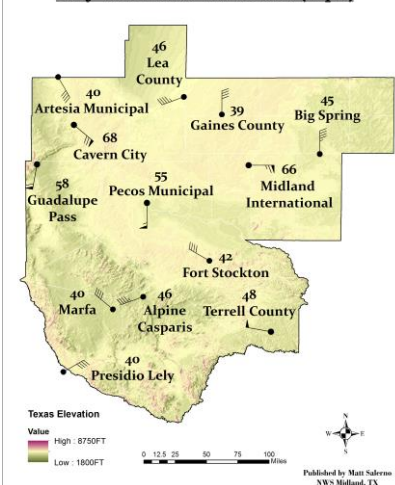 46
Lea
County
40
Artesia Municipal
39
Gaines County
45
Big Spring
68
Cavern City
66
Midland
International
58
Guadalupe
Pass
55
Pecos Municipal
42
Fort Stockton
40
Marfa
46
Alpine
Casparis
48
Terrell County
40
Presidio Lely
Texas Elevation
Value
High : 8750FT
Low : 1800FT
0 12.5 25 50 75 100
Miles
N
W E
S
Published by Matt Salerno
NWS Midland, TX